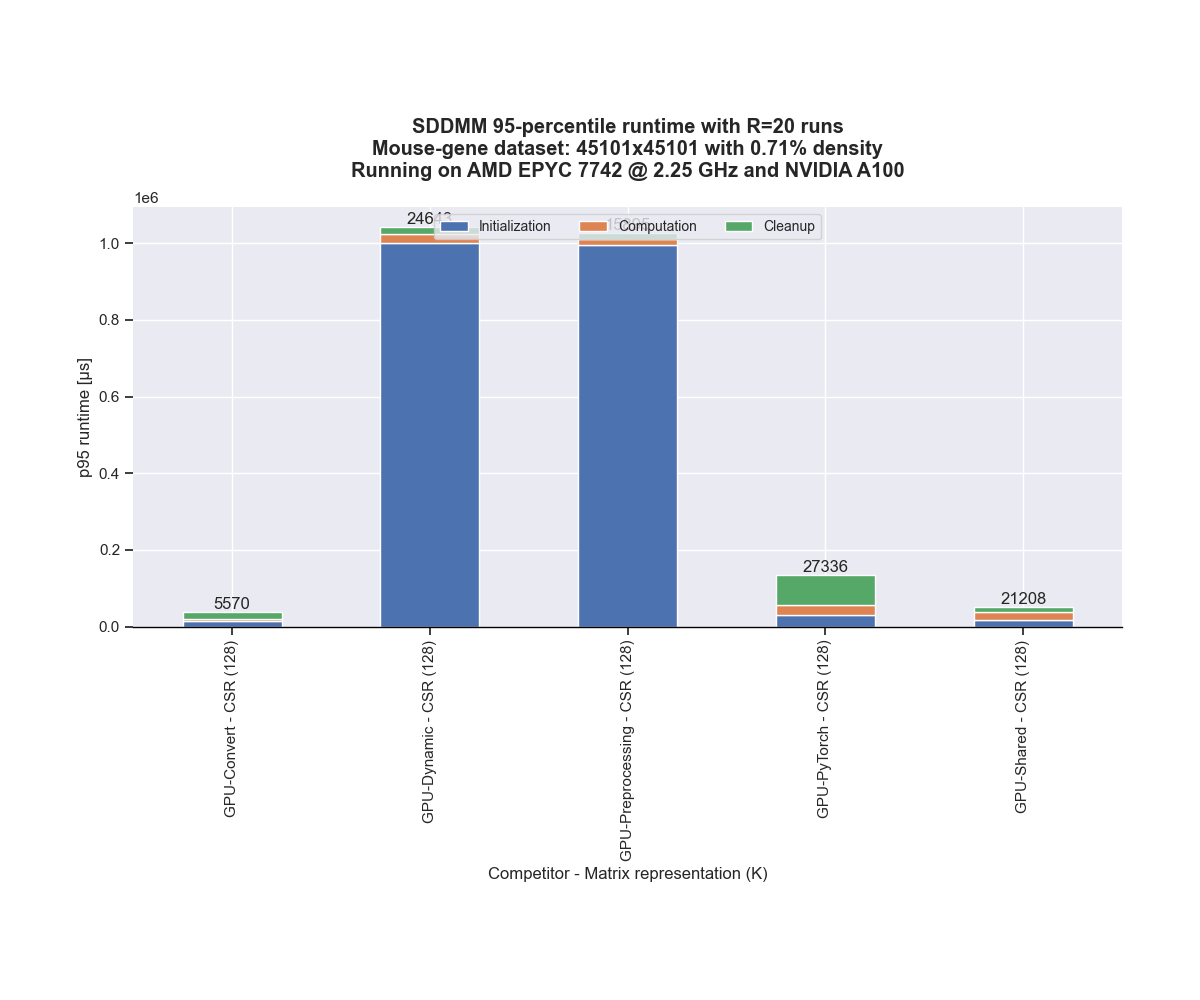 SDDMM 95-percentile runtime with R=20 runs
Mouse-gene dataset: 45101x45101 with 0.71% density
Running on AMD EPYC 7742 @ 2.25 GHz and NVIDIA A100
1e6
Initialization
Computation
Cleanup
1.0
0.8
0.6
0.4
0.2
0.0
p95 runtime [µs]
5570
27336
21208
GPU-Convert - CSR (128)
GPU-Dynamic - CSR (128)
GPU-Preprocessing - CSR (128)
GPU-PyTorch - CSR (128)
GPU-Shared - CSR (128)
Competitor - Matrix representation (K)